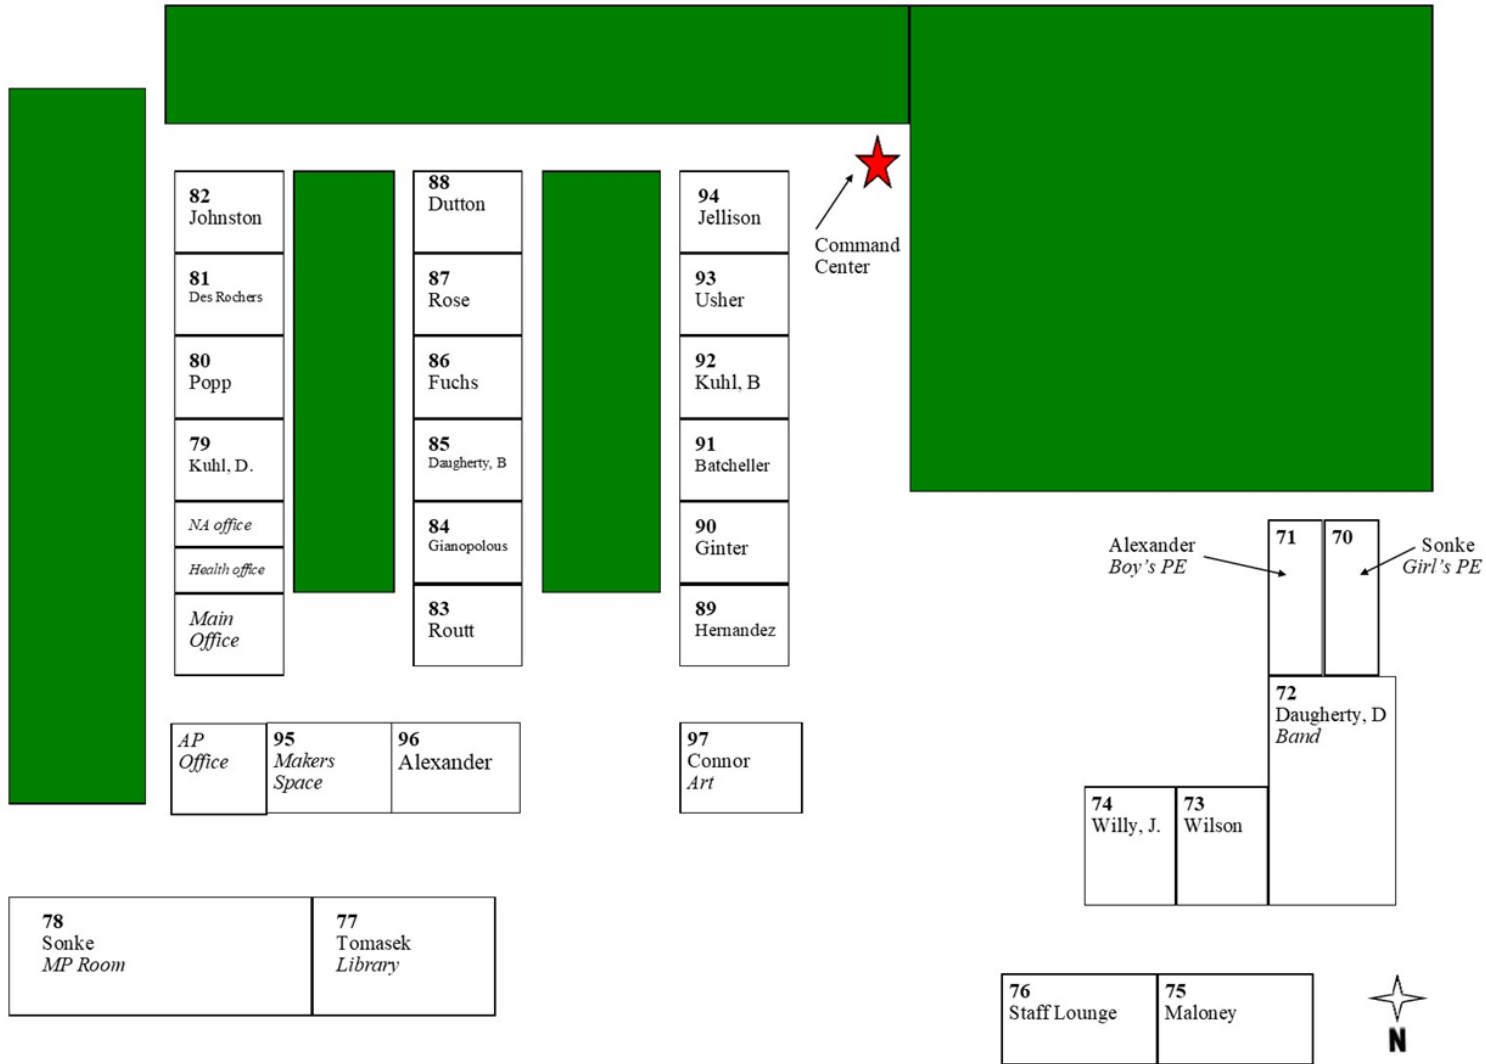 82
Johnston
81
Des Rochers
80
Popp
79
Kuhl, D.
NA office
Health office
Main
Office
88
Dutton
87
Rose
86
Fuchs
85
Daugherty, B
84
Gianopolous
83
Routt
94
Jellison
93
Usher
92
Kuhl, B
91
Batcheller
90
Ginter
89
Hernandez
Command
Center
AP
Office
95
Makers
Space
96
Alexander
97
Connor
Art
Alexander
Boy's PE
71
70
Sonke
Girl's PE
72
Daugherty, D
Band
74
Willy, J.
73
Wilson
78
Sonke
MP Room
77
Tomasek
Library
76
Staff Lounge
75
Maloney
N